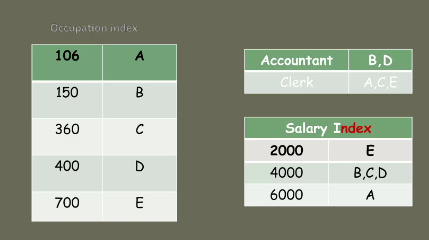 Occupation index
106 A
150 B
360 C
400 D
700 E
Accountant B,D
Clerk A,C,E
Salary Index
2000 E
4000 B,C,D
6000 A